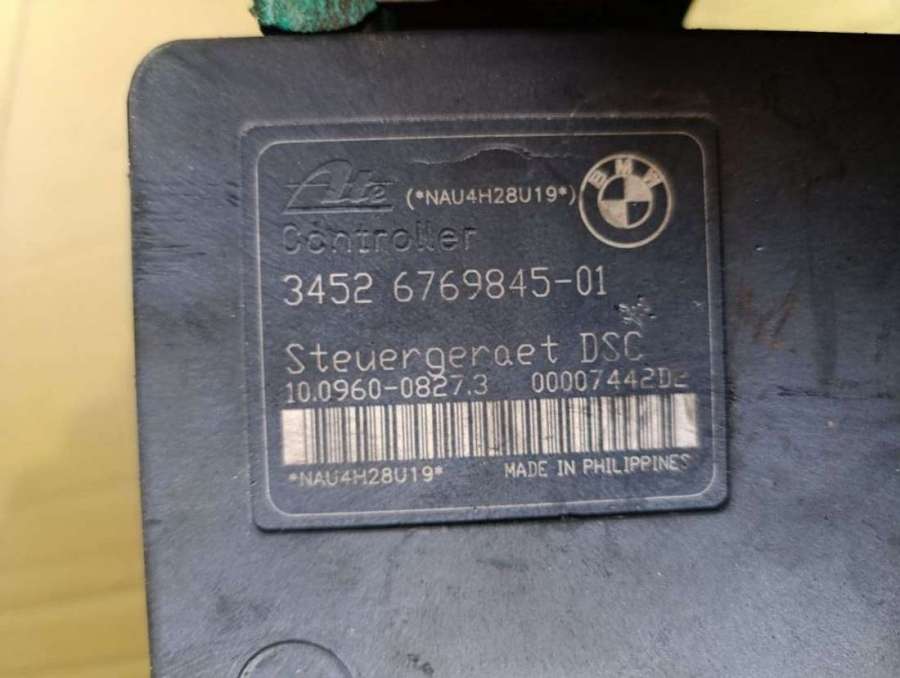 Ate (*NAU4H28U19*) BMW
Controller
3452 6769845-01
Steuergeraet DSC
10.0960-0827.3 00007442D2
*NAU4H28U19* MADE IN PHILIPPINES